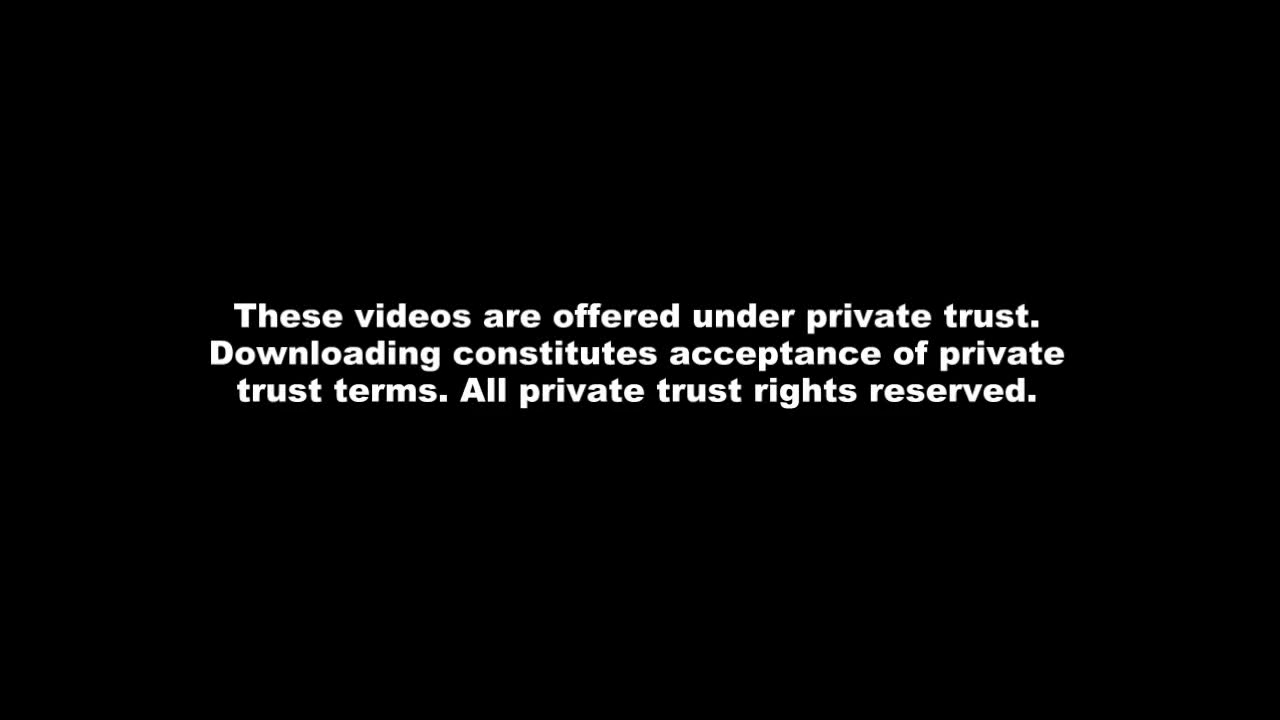 These videos are offered under private trust.
Downloading constitutes acceptance of private
trust terms. All private trust rights reserved.